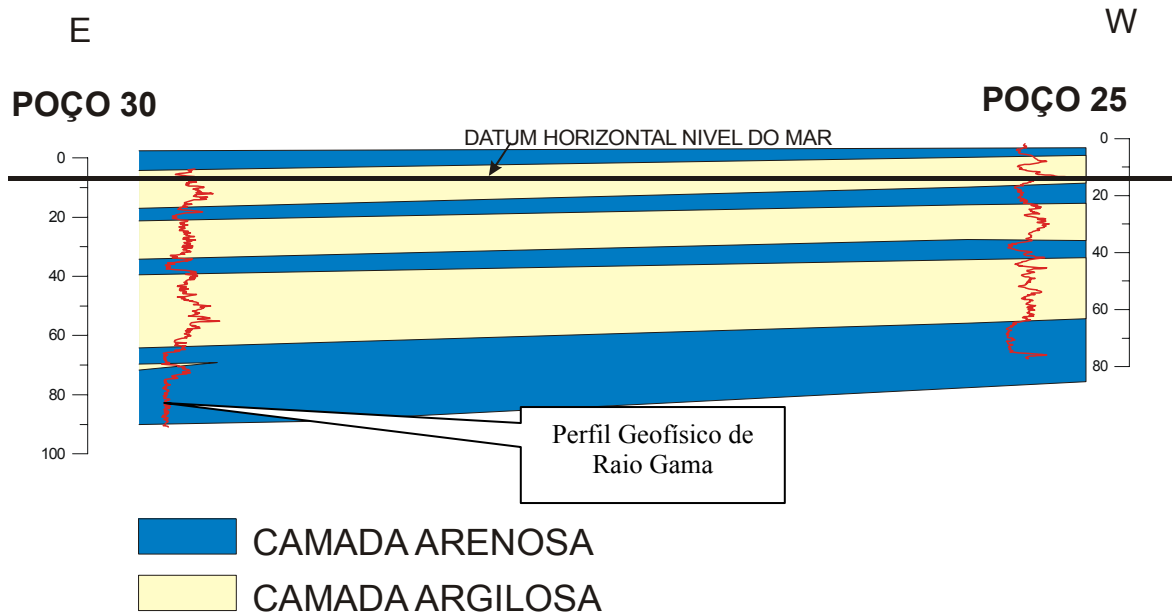 E
W
POÇO 30
POÇO 25
DATUM HORIZONTAL NIVEL DO MAR
0
20
40
60
80
100
0
20
40
60
80
Perfil Geofísico de
Raio Gama
CAMADA ARENOSA
CAMADA ARGILOSA